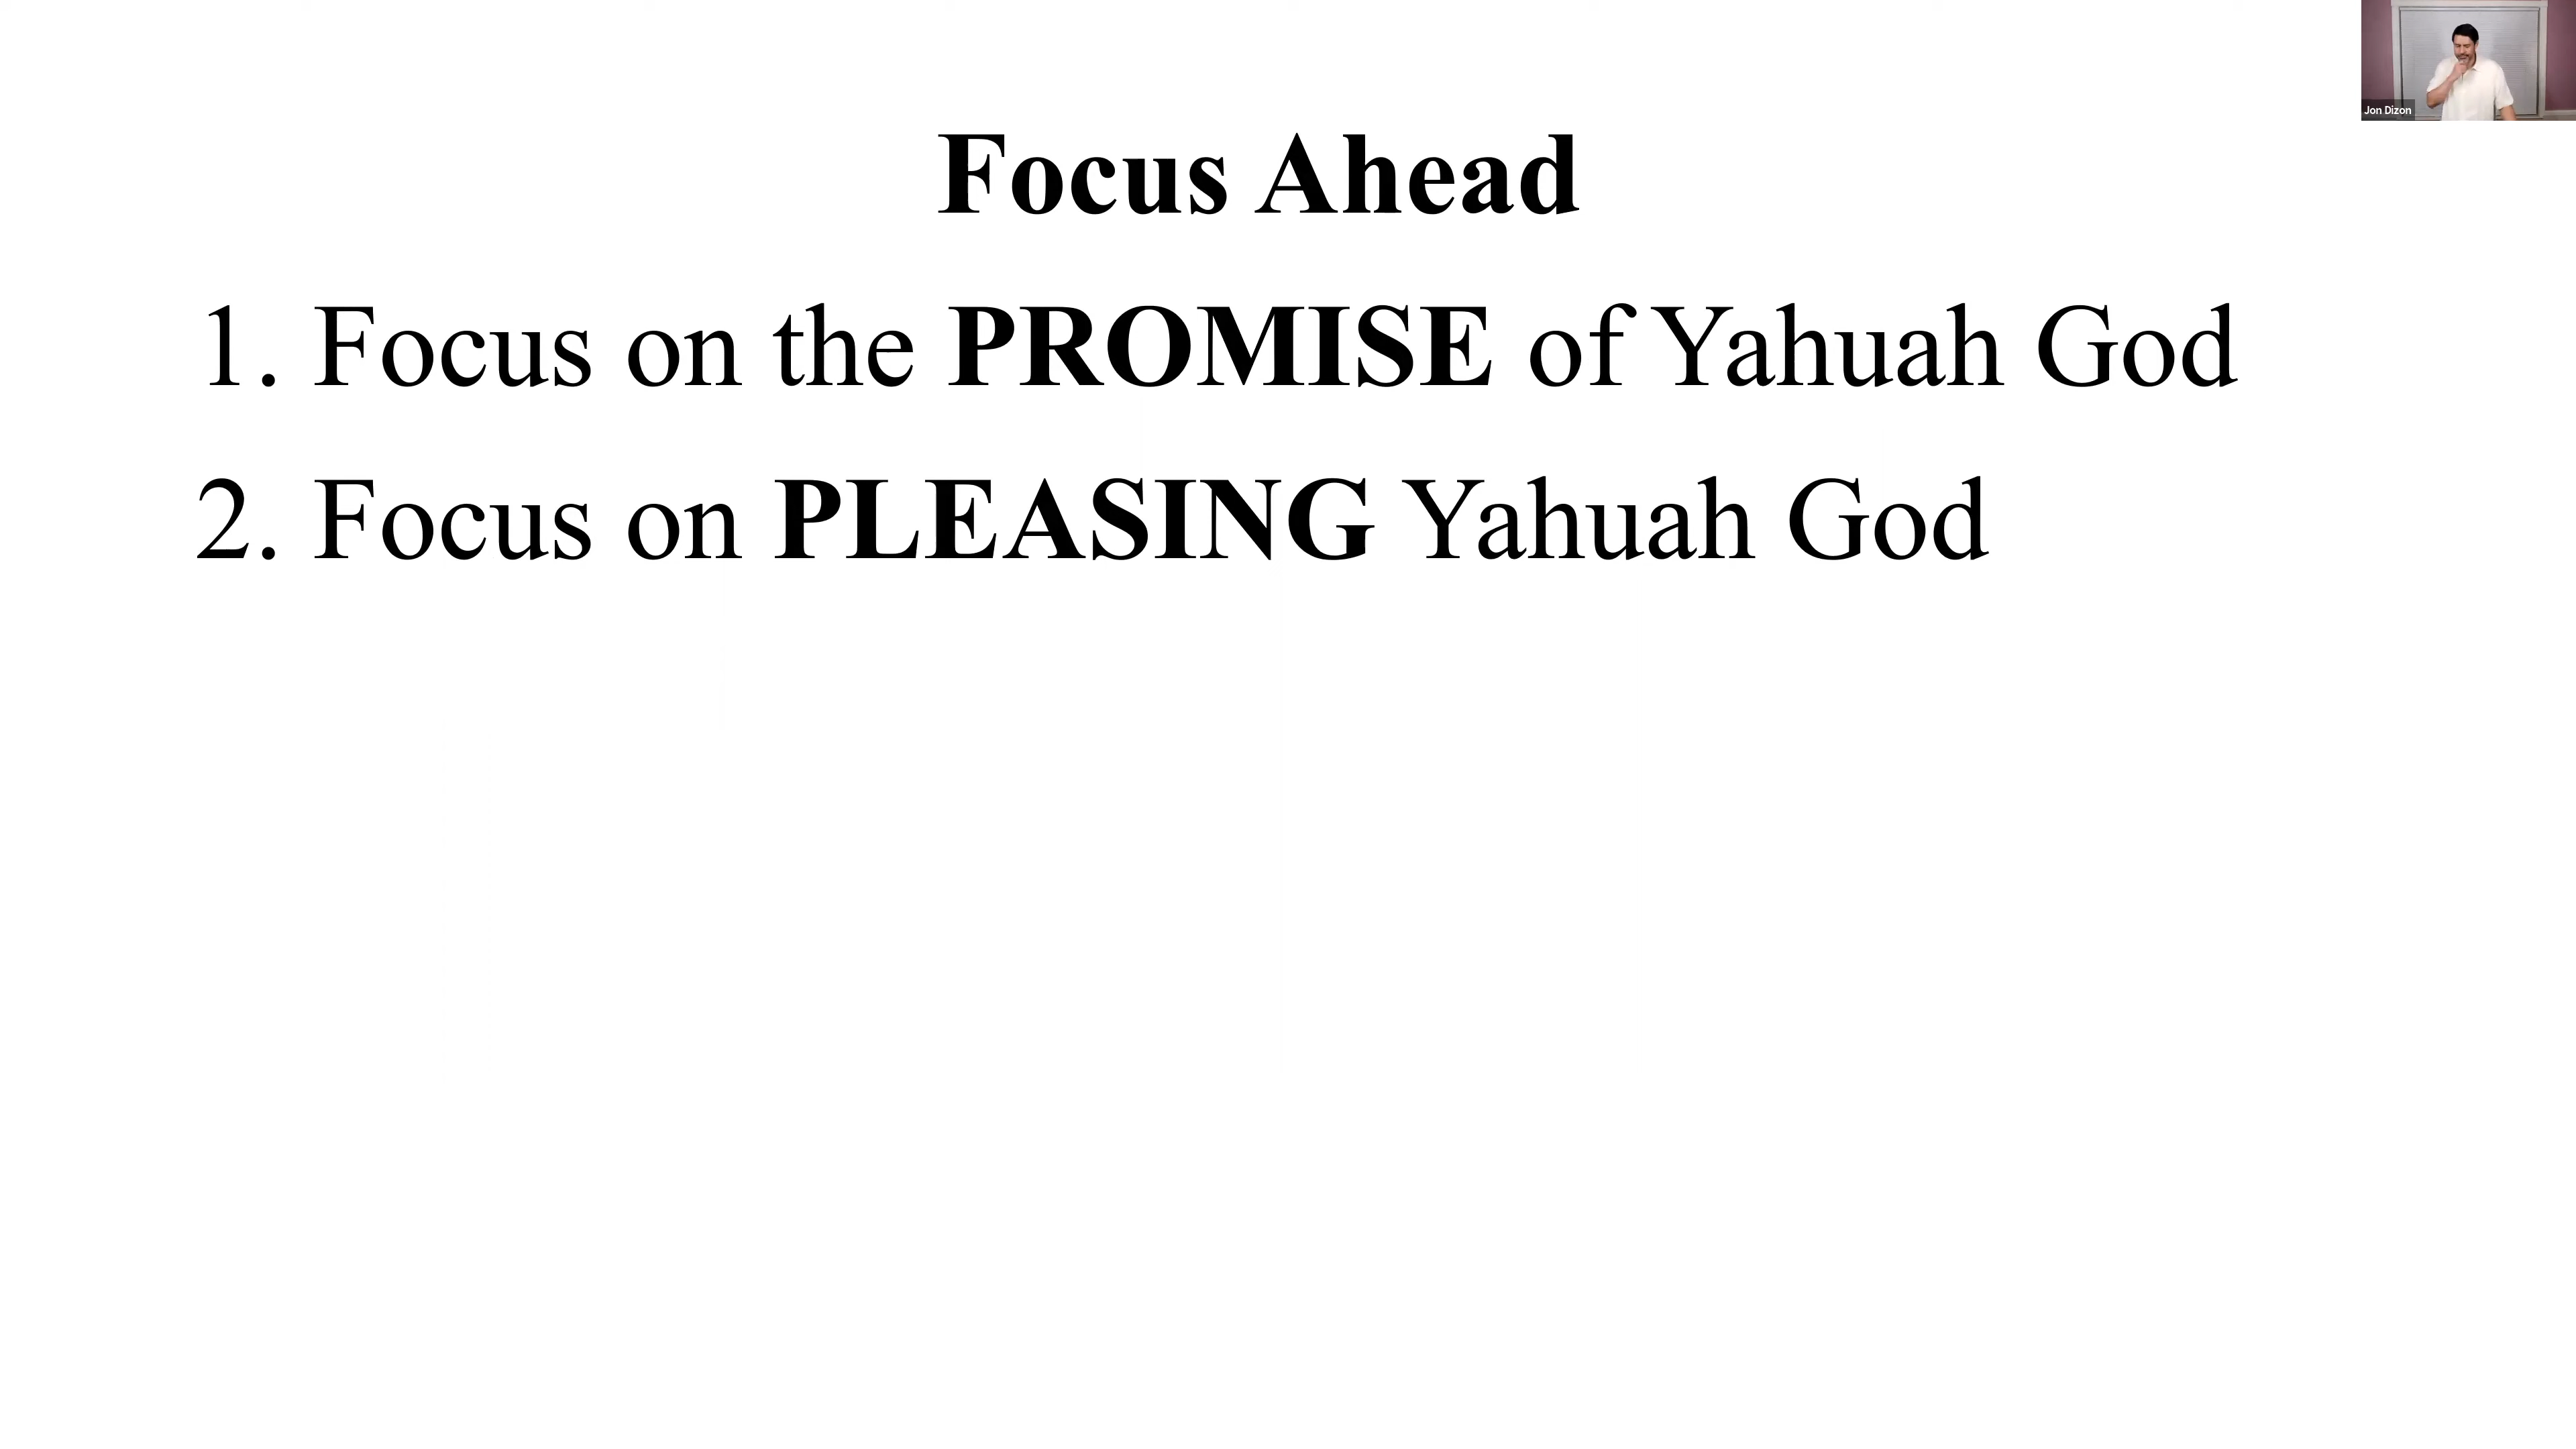 Jon Dizon
Focus Ahead
1. Focus on the PROMISE of Yahuah God
2. Focus on PLEASING Yahuah God